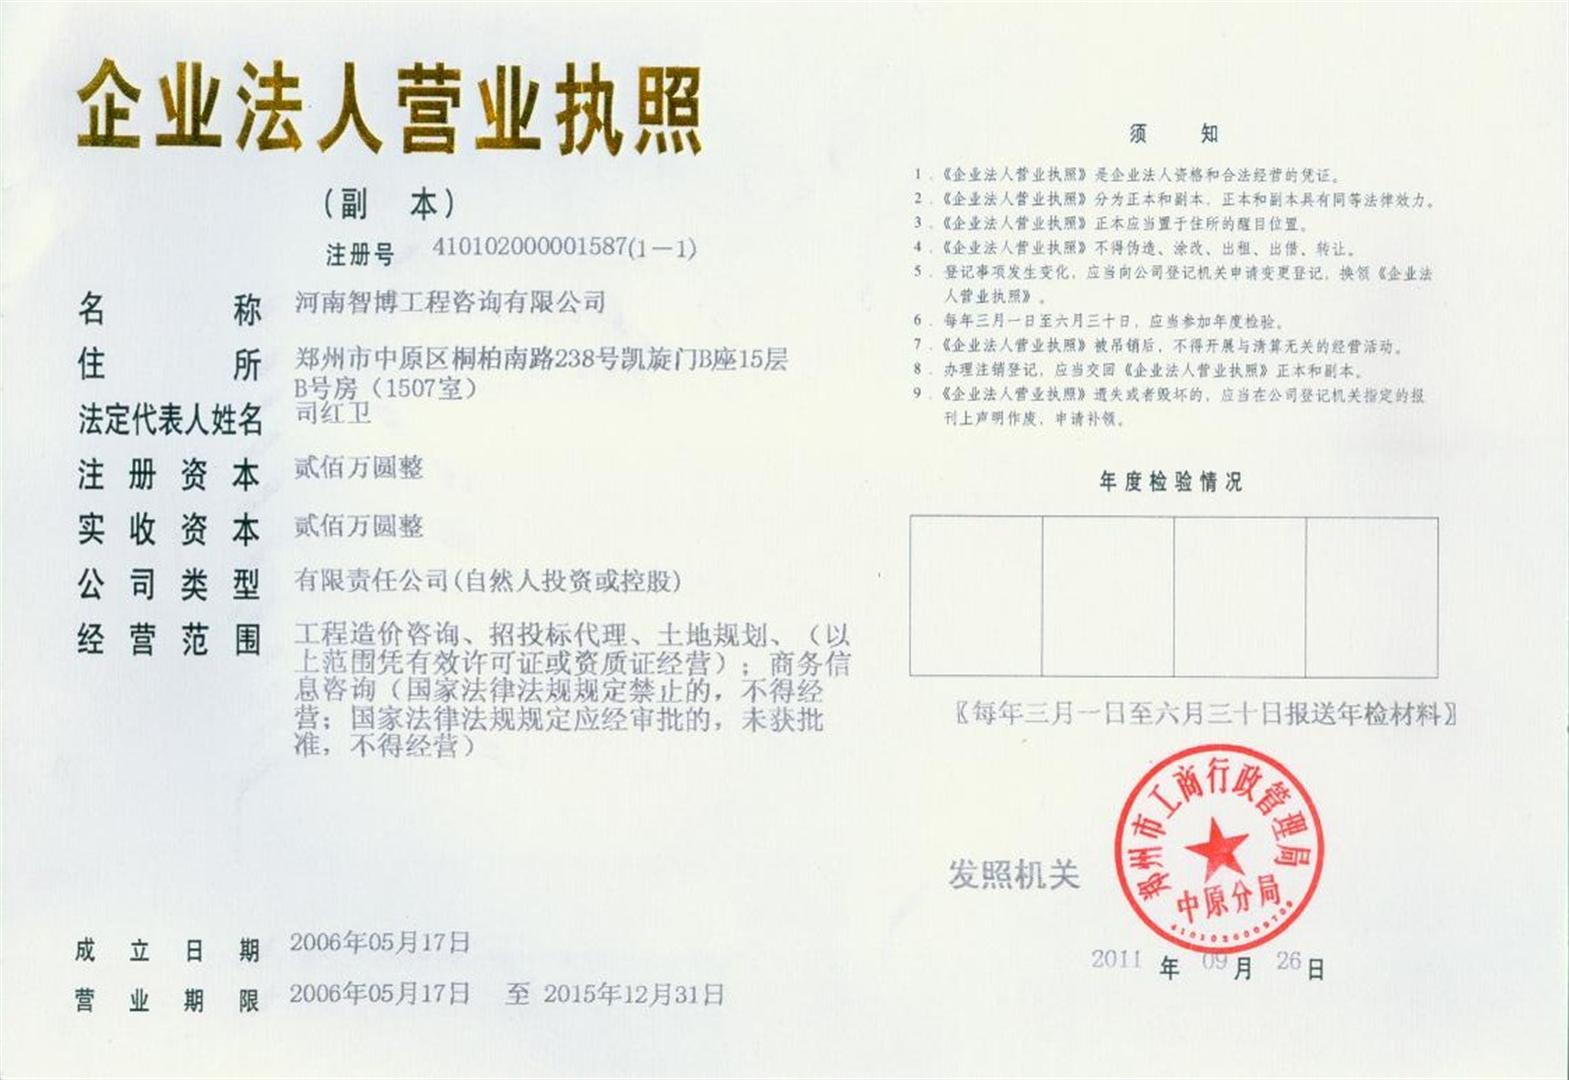 企业法人营业执照
（副 本）
注册号 410102000001587(1－1)
名 称 河南智博工程咨询有限公司
住 所 郑州市中原区桐柏南路238号凯旋门B座15层
B号房（1507室）
法定代表人姓名 司红卫
注册资本 贰佰万圆整
实收资本 贰佰万圆整
公司类型 有限责任公司(自然人投资或控股)
经营范围 工程造价咨询、招投标代理、土地规划、（以
上范围凭有效许可证或资质证经营）；商务信
息咨询（国家法律法规规定禁止的，不得经
营；国家法律法规规定应经审批的，未获批
准，不得经营）
成立日期 2006年05月17日
营业期限 2006年05月17日 至 2015年12月31日
须 知
1．《企业法人营业执照》是企业法人资格和合法经营的凭证。
2．《企业法人营业执照》分为正本和副本，正本和副本具有同等法律效力。
3．《企业法人营业执照》正本应当置于住所的醒目位置。
4．《企业法人营业执照》不得伪造、涂改、出租、出借、转让。
5．登记事项发生变化，应当向公司登记机关申请变更登记，换领《企业法
人营业执照》。
6．每年三月一日至六月三十日，应当参加年度检验。
7．《企业法人营业执照》被吊销后，不得开展与清算无关的经营活动。
8．办理注销登记，应当交回《企业法人营业执照》正本和副本。
9．《企业法人营业执照》遗失或者毁坏的，应当在公司登记机关指定的报
刊上声明作废，申请补领。
年度检验情况
〖每年三月一日至六月三十日报送年检材料〗
发照机关
郑州市工商行政管理局
中原分局
2011 年 09 月 26 日